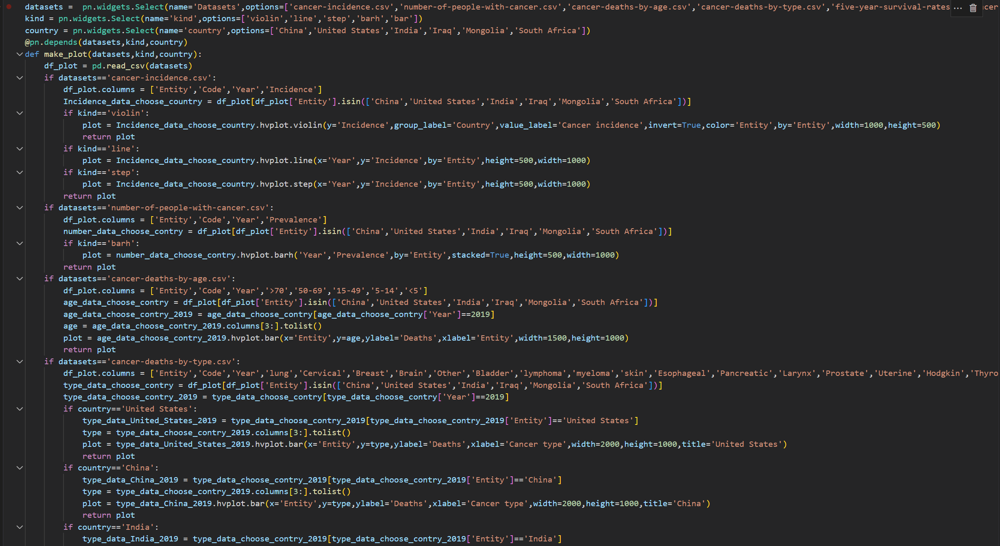 datasets =  pn.widgets.Select(name='Datasets',options=['cancer-incidence.csv','number-of-people-with-cancer.csv','cancer-deaths-by-age.csv','cancer-deaths-by-type.csv','five-year-survival-rates
kind = pn.widgets.Select(name='kind',options=['violin','line','step','barh','bar'])
country = pn.widgets.Select(name='country',options=['China','United States','India','Iraq','Mongolia','South Africa'])
@pn.depends(datasets,kind,country)
def make_plot(datasets,kind,country):
    df_plot = pd.read_csv(datasets)
    if datasets=='cancer-incidence.csv':
        df_plot.columns = ['Entity','Code','Year','Incidence']
        Incidence_data_choose_country = df_plot[df_plot['Entity'].isin(['China','United States','India','Iraq','Mongolia','South Africa'])]
        if kind=='violin':
            plot = Incidence_data_choose_country.hvplot.violin(y='Incidence',group_label='Country',value_label='Cancer incidence',invert=True,color='Entity',by='Entity',width=1000,height=500)
            return plot
        if kind=='line':
            plot = Incidence_data_choose_country.hvplot.line(x='Year',y='Incidence',by='Entity',height=500,width=1000)
        if kind=='step':
            plot = Incidence_data_choose_country.hvplot.step(x='Year',y='Incidence',by='Entity',height=500,width=1000)
        return plot
    if datasets=='number-of-people-with-cancer.csv':
        df_plot.columns = ['Entity','Code','Year','Prevalence']
        number_data_choose_contry = df_plot[df_plot['Entity'].isin(['China','United States','India','Iraq','Mongolia','South Africa'])]
        if kind=='barh':
            plot = number_data_choose_contry.hvplot.barh('Year','Prevalence',by='Entity',stacked=True,height=500,width=1000)
        return plot
    if datasets=='cancer-deaths-by-age.csv':
        df_plot.columns = ['Entity','Code','Year','>70','50-69','15-49','5-14','<5']
        age_data_choose_contry = df_plot[df_plot['Entity'].isin(['China','United States','India','Iraq','Mongolia','South Africa'])]
        age_data_choose_contry_2019 = age_data_choose_contry[age_data_choose_contry['Year']==2019]
        age = age_data_choose_contry_2019.columns[3:].tolist()
        plot = age_data_choose_contry_2019.hvplot.bar(x='Entity',y=age,ylabel='Deaths',xlabel='Entity',width=1500,height=1000)
        return plot
    if datasets=='cancer-deaths-by-type.csv':
        df_plot.columns = ['Entity','Code','Year','lung','Cervical','Breast','Brain','Other','Bladder','lymphoma','myeloma','skin','Esophageal','Pancreatic','Larynx','Prostate','Uterine','Hodgkin','Thyro
        type_data_choose_contry = df_plot[df_plot['Entity'].isin(['China','United States','India','Iraq','Mongolia','South Africa'])]
        type_data_choose_contry_2019 = type_data_choose_contry[type_data_choose_contry['Year']==2019]
        if country=='United States':
            type_data_United_States_2019 = type_data_choose_contry_2019[type_data_choose_contry_2019['Entity']=='United States']
            type = type_data_choose_contry_2019.columns[3:].tolist()
            plot = type_data_United_States_2019.hvplot.bar(x='Entity',y=type,ylabel='Deaths',xlabel='Cancer type',width=2000,height=1000,title='United States')
            return plot
        if country=='China':
            type_data_China_2019 = type_data_choose_contry_2019[type_data_choose_contry_2019['Entity']=='China']
            type = type_data_choose_contry_2019.columns[3:].tolist()
            plot = type_data_China_2019.hvplot.bar(x='Entity',y=type,ylabel='Deaths',xlabel='Cancer type',width=2000,height=1000,title='China')
            return plot
        if country=='India':
            type_data_India_2019 = type_data_choose_contry_2019[type_data_choose_contry_2019['Entity']=='India']